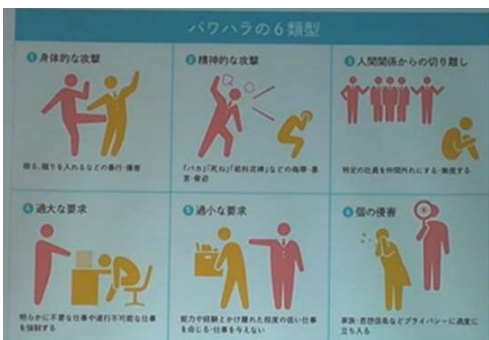 パワハラの6類型
1 身体的な攻撃
2 精神的な攻撃
3 人間関係からの切り離し
殴る、蹴りを入れるなどの暴行・傷害
「バカ」「死ね」「給料泥棒」などの侮辱・暴
言・脅迫
特定の社員を仲間外れにする・無視する
4 過大な要求
5 過小な要求
6 個の侵害
明らかに不要な仕事や遂行不可能な仕事
を強制する
能力や経験とかけ離れた程度の低い仕事
を命じる・仕事を与えない
家族・思想信条などプライバシーに過度に
立ち入る